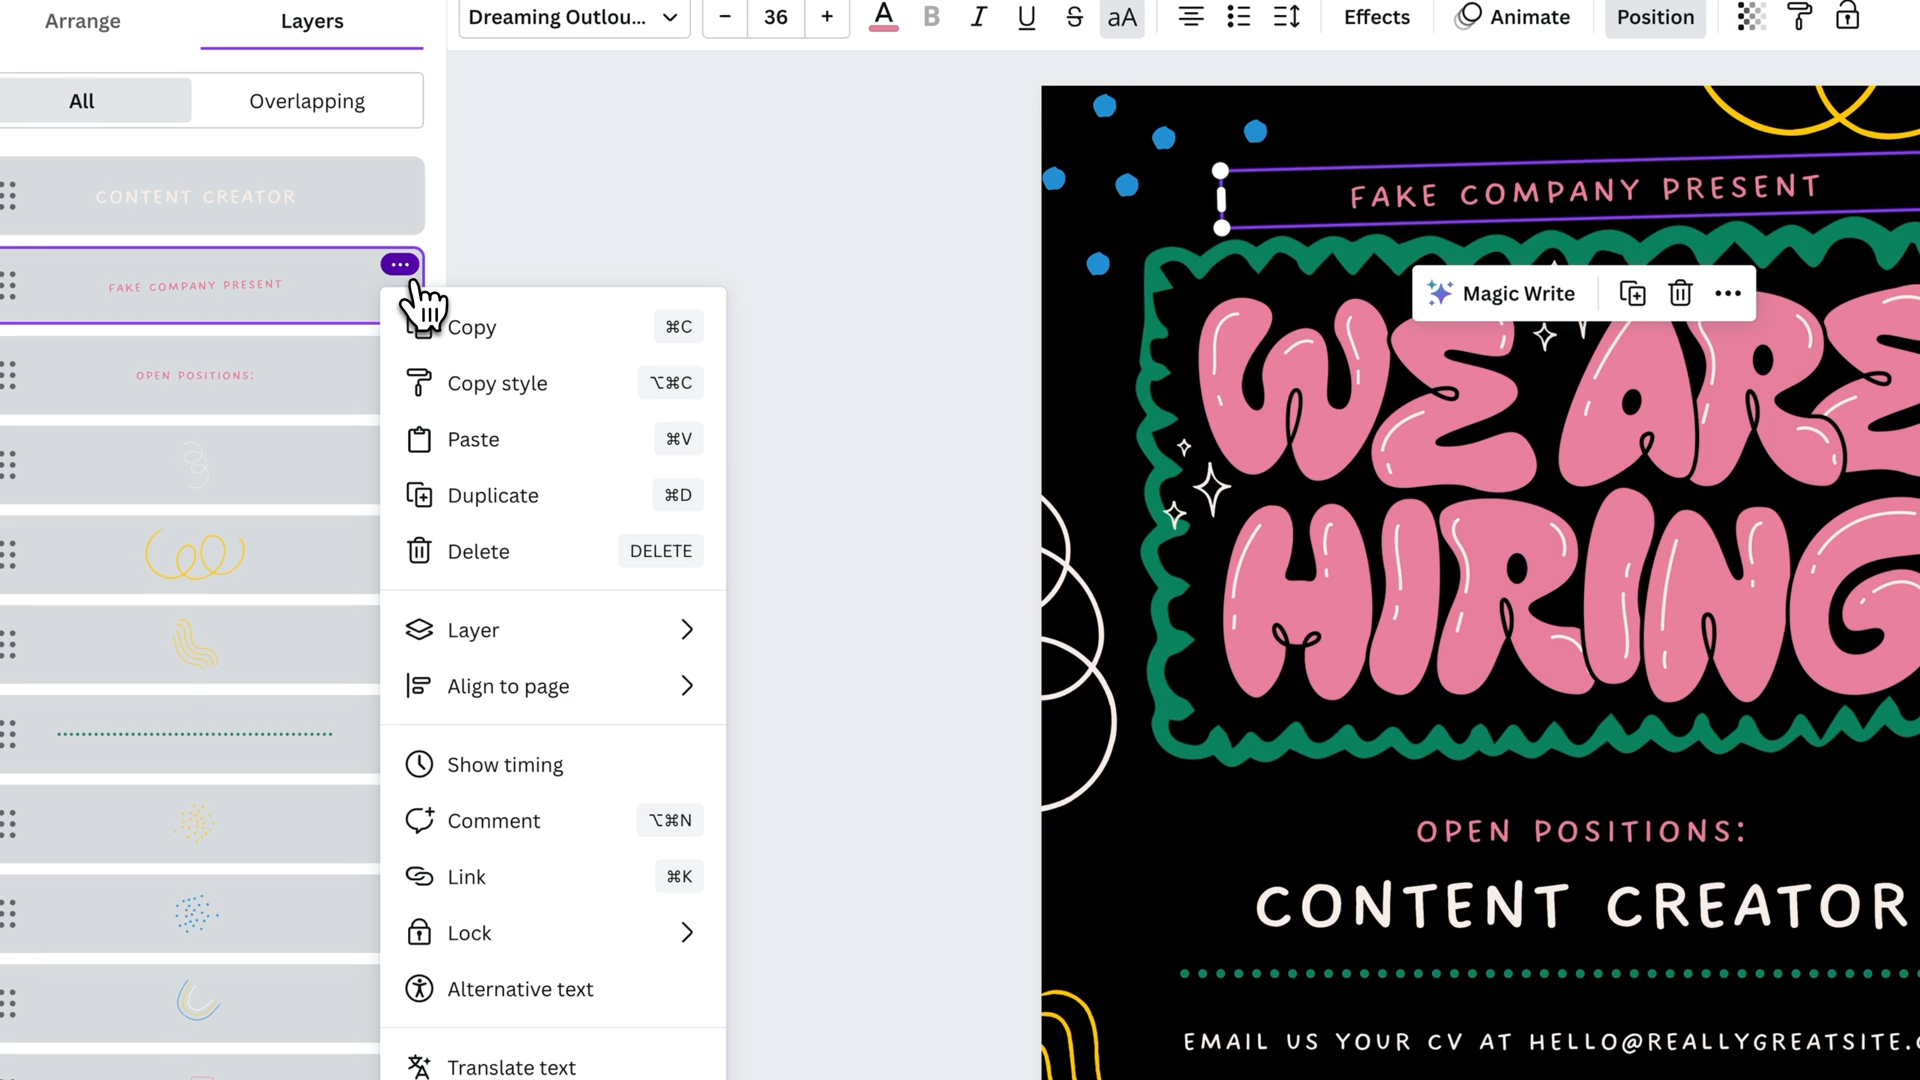 Arrange
Layers
Dreaming Outlou...
− 36 +
A B I U S aA
Effects
Animate
Position
All
Overlapping
CONTENT CREATOR
FAKE COMPANY PRESENT
OPEN POSITIONS:
Copy ⌘C
Copy style ⌥⌘C
Paste ⌘V
Duplicate ⌘D
Delete DELETE
Layer
Align to page
Show timing
Comment ⌥⌘N
Link ⌘K
Lock
Alternative text
Translate text
FAKE COMPANY PRESENT
Magic Write
WE ARE
HIRING
OPEN POSITIONS:
CONTENT CREATOR
EMAIL US YOUR CV AT HELLO@REALLYGREATSITE.